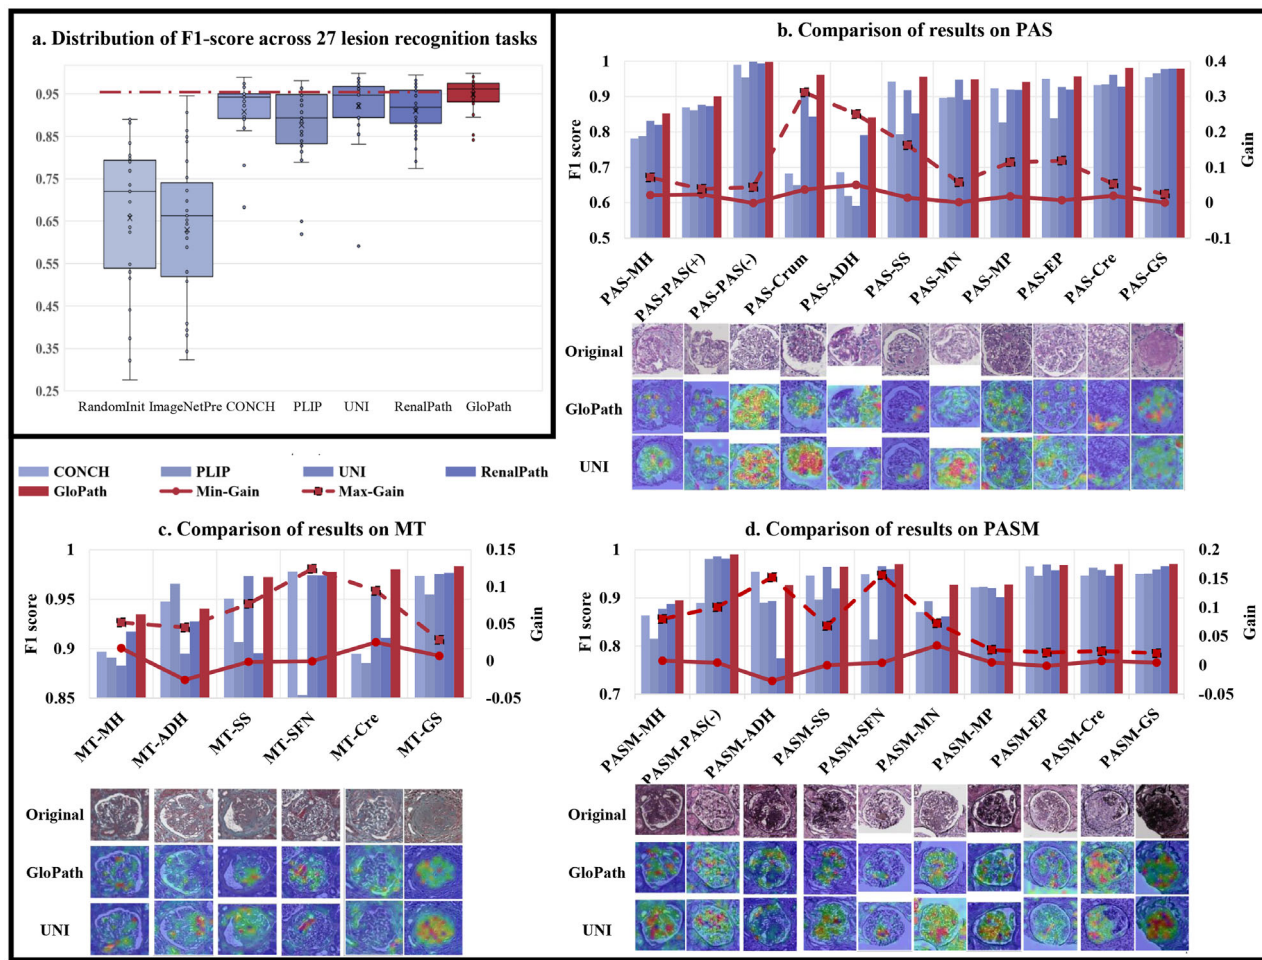 a. Distribution of F1-score across 27 lesion recognition tasks
0.95
0.85
0.75
0.65
0.55
0.45
0.35
0.25
RandomInit ImageNetPre CONCH PLIP UNI RenalPath GloPath
b. Comparison of results on PAS
F1 score
1
0.9
0.8
0.7
0.6
0.5
0.4
0.3
0.2
0.1
0
-0.1
Gain
PAS-MH
PAS-PAS(+)
PAS-PAS(-)
PAS-Crum
PAS-ADH
PAS-SS
PAS-MN
PAS-MP
PAS-EP
PAS-Cre
PAS-GS
Original
GloPath
UNI
CONCH PLIP UNI RenalPath
GloPath Min-Gain Max-Gain
c. Comparison of results on MT
F1 score
1
0.95
0.9
0.85
0.15
0.1
0.05
0
-0.05
Gain
MT-MH
MT-ADH
MT-SS
MT-SFN
MT-Cre
MT-GS
Original
GloPath
UNI
d. Comparison of results on PASM
F1 score
1
0.9
0.8
0.7
0.2
0.15
0.1
0.05
0
-0.05
Gain
PASM-MH
PASM-PAS(-)
PASM-ADH
PASM-SS
PASM-SFN
PASM-MN
PASM-MP
PASM-EP
PASM-Cre
PASM-GS
Original
GloPath
UNI